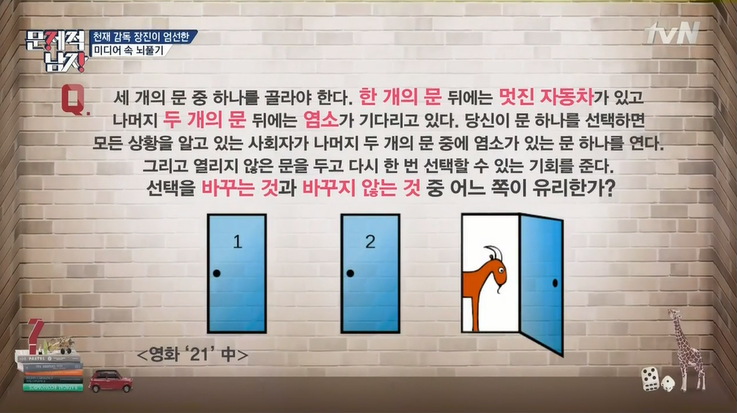 문제적
남자
천재 감독 장진이 엄선한
미디어 속 뇌풀기
tvN
Q.
세 개의 문 중 하나를 골라야 한다. 한 개의 문 뒤에는 멋진 자동차가 있고
나머지 두 개의 문 뒤에는 염소가 기다리고 있다. 당신이 문 하나를 선택하면
모든 상황을 알고 있는 사회자가 나머지 두 개의 문 중에 염소가 있는 문 하나를 연다.
그리고 열리지 않은 문을 두고 다시 한 번 선택할 수 있는 기회를 준다.
선택을 바꾸는 것과 바꾸지 않는 것 중 어느 쪽이 유리한가?
1
2
<영화 ‘21’ 中>
?